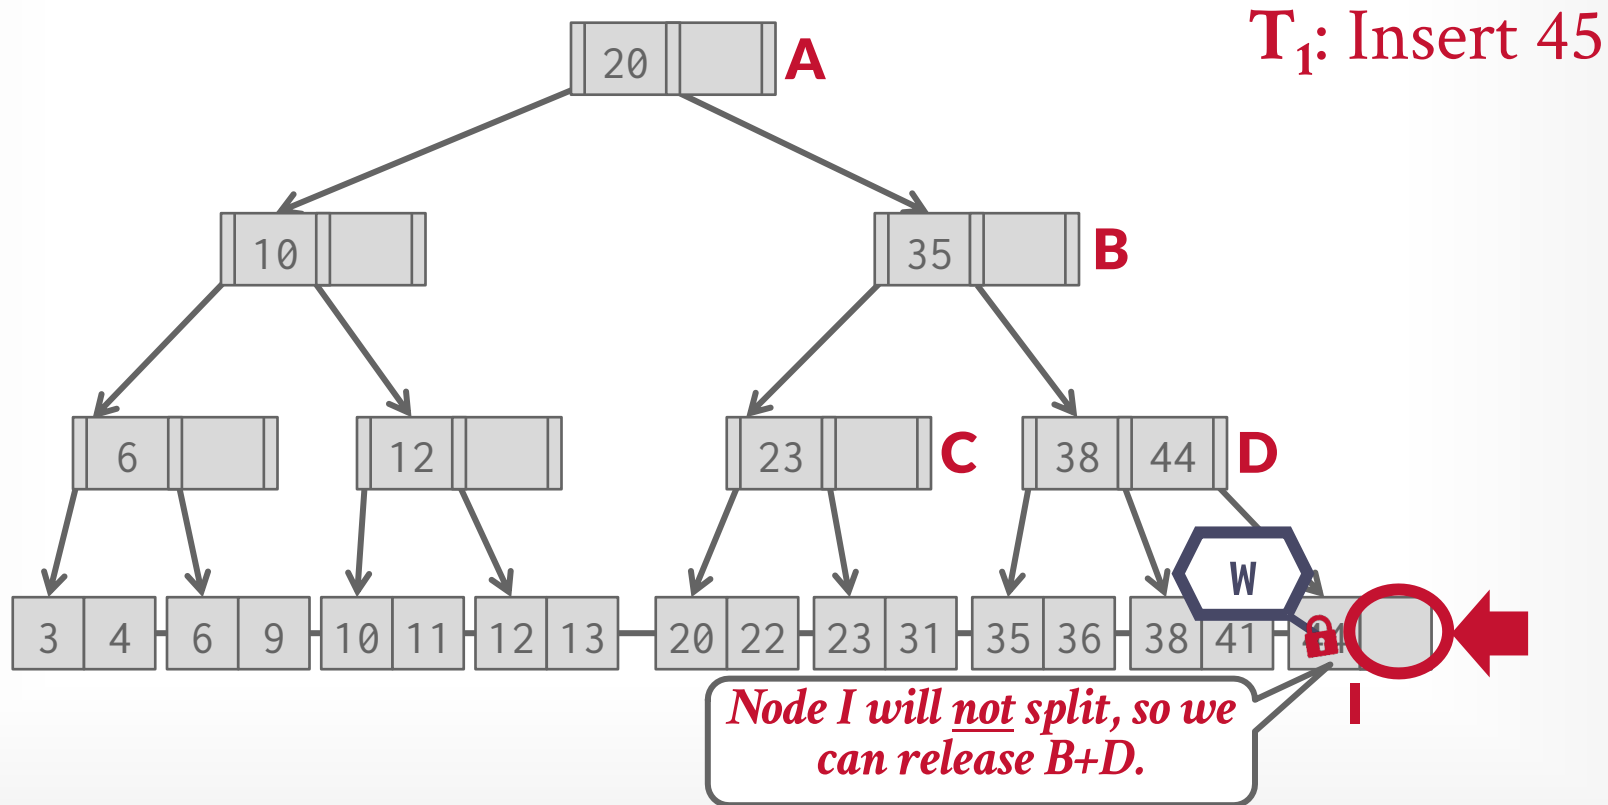 T1: Insert 45
20 A
10
35 B
6
12
23 C
38 44 D
W
3 4 6 9 10 11 12 13 20 22 23 31 35 36 38 41
I
Node I will not split, so we
can release B+D.